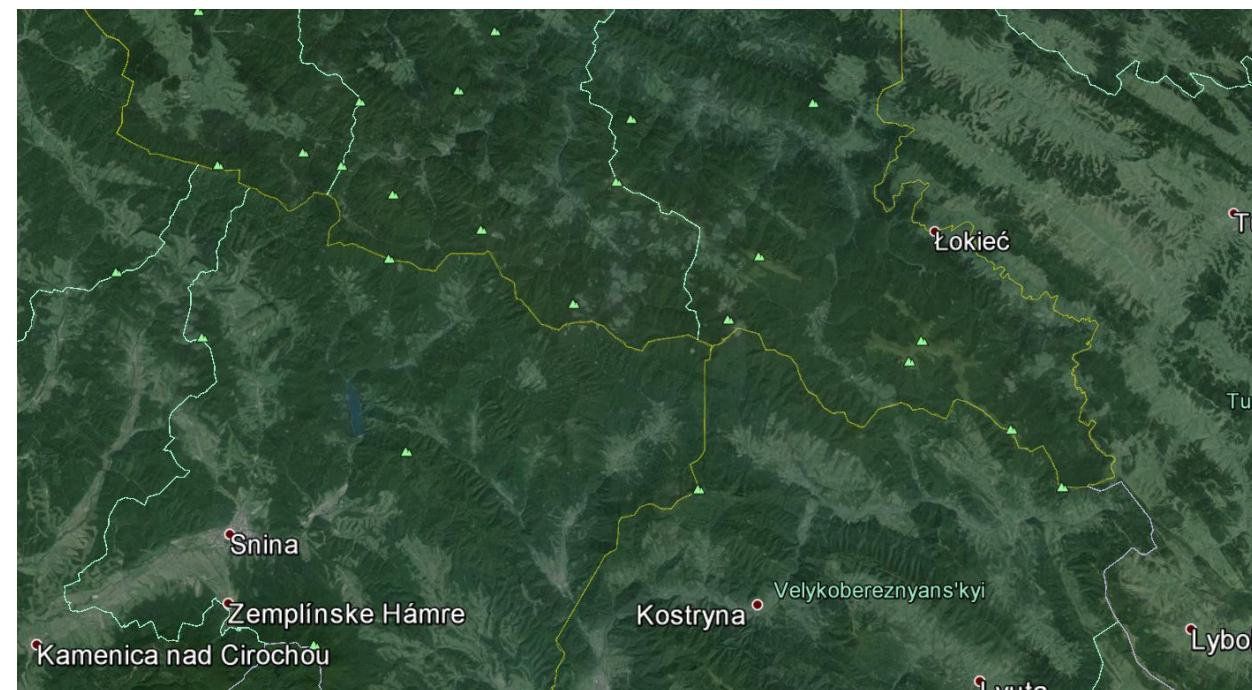 Łokieć
Snina
Zemplínske Hámre
Kamenica nad Cirochou
Kostryna
Velykobereznyans'kyi